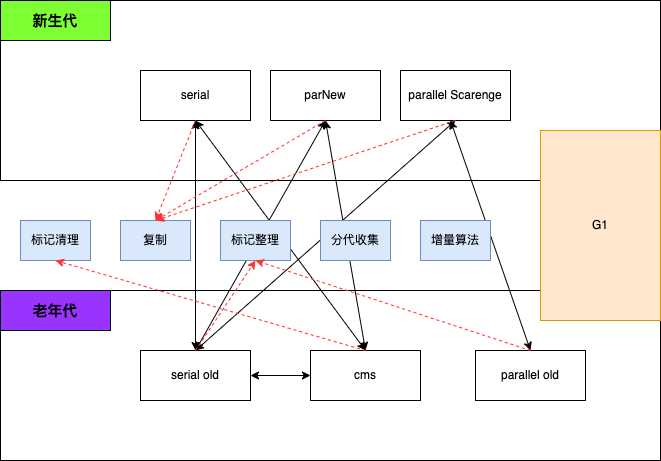 新生代
serial
parNew
parallel Scarenge
G1
标记清理
复制
标记整理
分代收集
增量算法
老年代
serial old
cms
parallel old